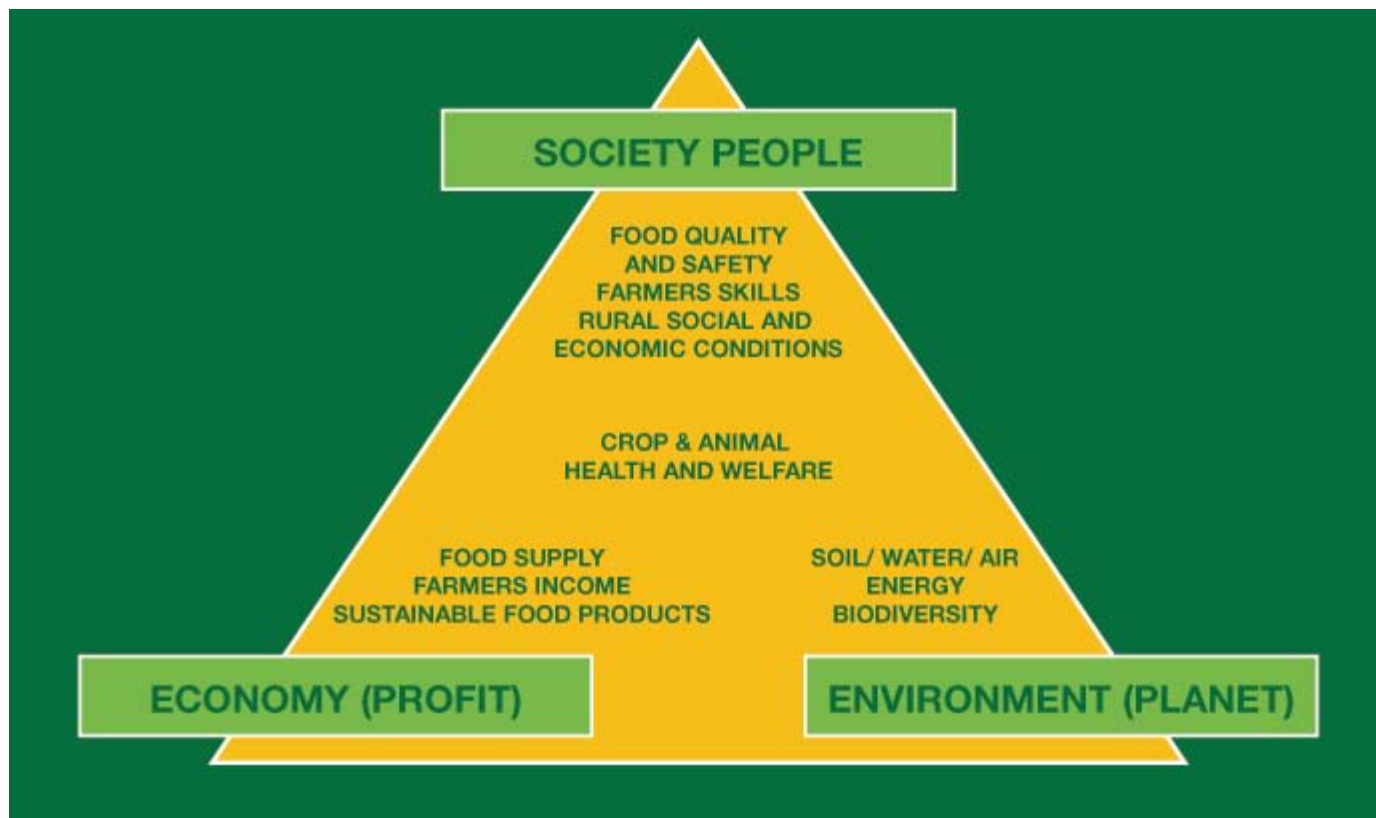 SOCIETY PEOPLE
FOOD QUALITY
AND SAFETY
FARMERS SKILLS
RURAL SOCIAL AND
ECONOMIC CONDITIONS
CROP & ANIMAL
HEALTH AND WELFARE
FOOD SUPPLY
FARMERS INCOME
SUSTAINABLE FOOD PRODUCTS
SOIL/ WATER/ AIR
ENERGY
BIODIVERSITY
ECONOMY (PROFIT)
ENVIRONMENT (PLANET)